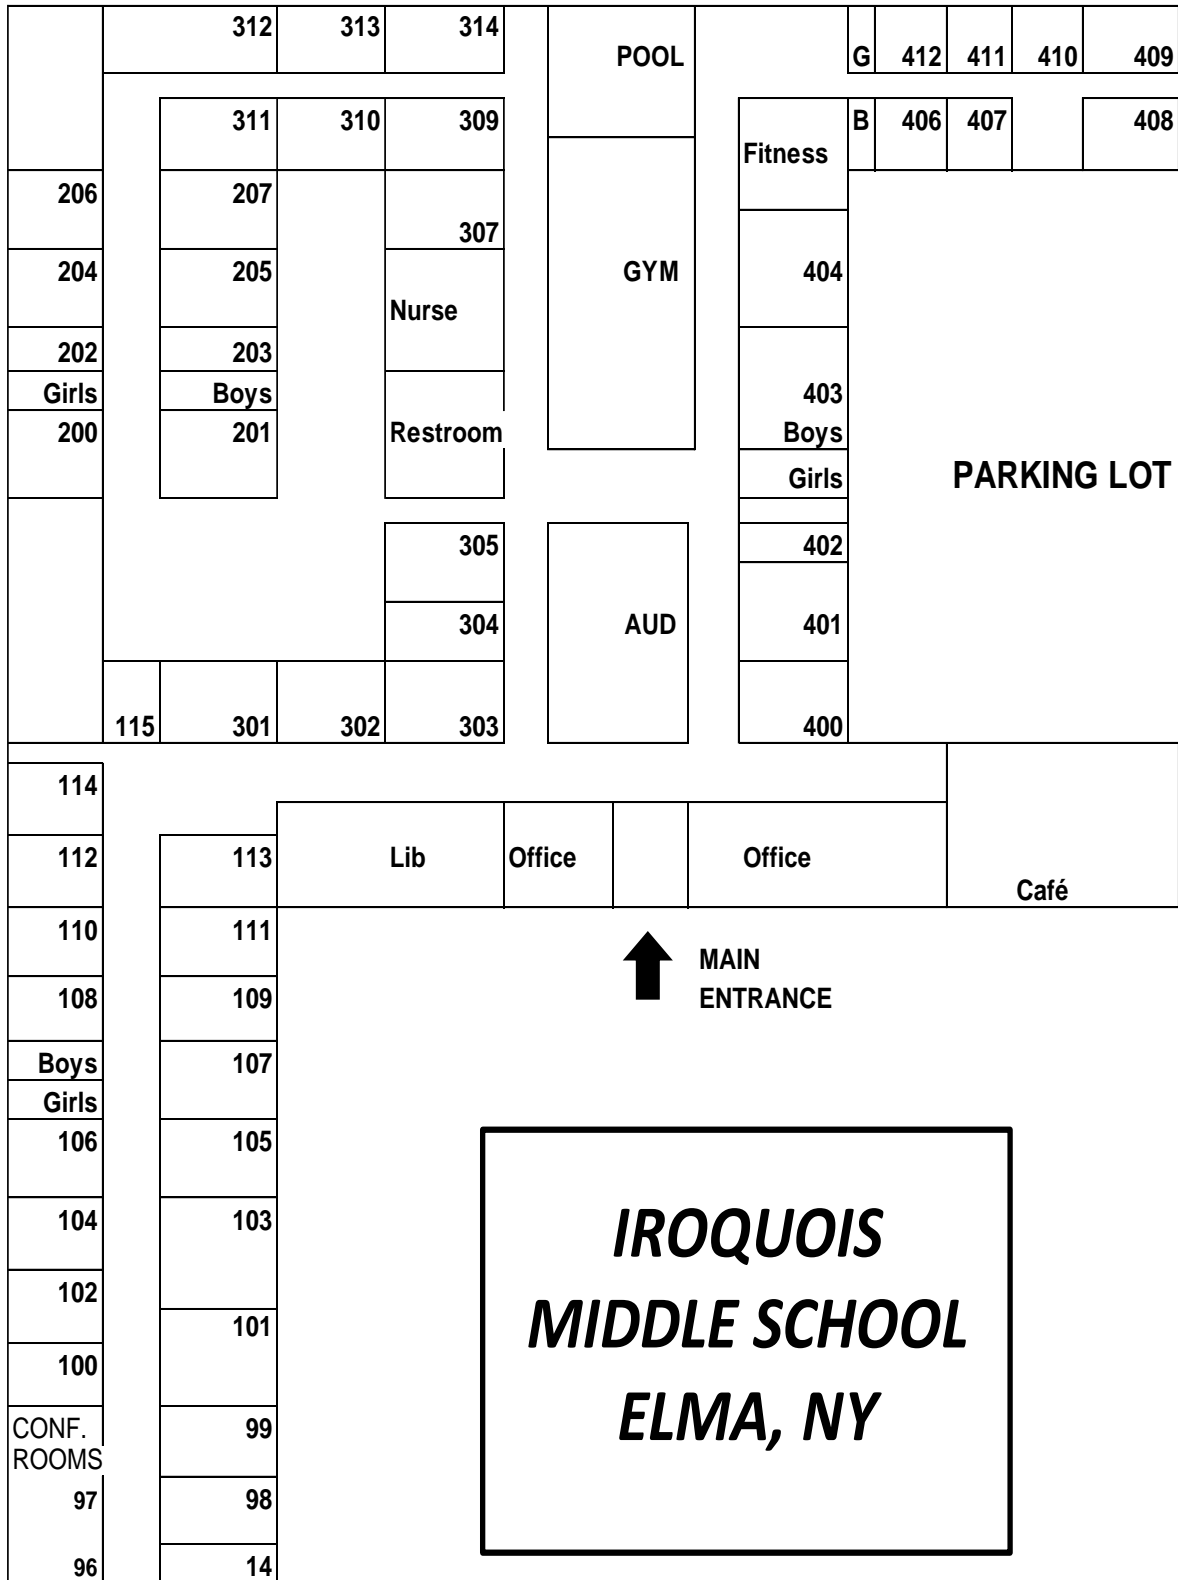 312 313 314
POOL G 412 411 410 409
311 310 309 B 406 407 408
Fitness
206 207
307
204 205 GYM 404
Nurse
202 203
Girls Boys 403
200 201 Restroom Boys
Girls PARKING LOT
305 402
304 AUD 401
115 301 302 303 400
114
112 113 Lib Office Office
Café
110 111
MAIN
108 109 ENTRANCE
Boys 107
Girls
106 105
104 103
IROQUOIS
102
101 MIDDLE SCHOOL
100
CONF. 99 ELMA, NY
ROOMS
97 98
96 14